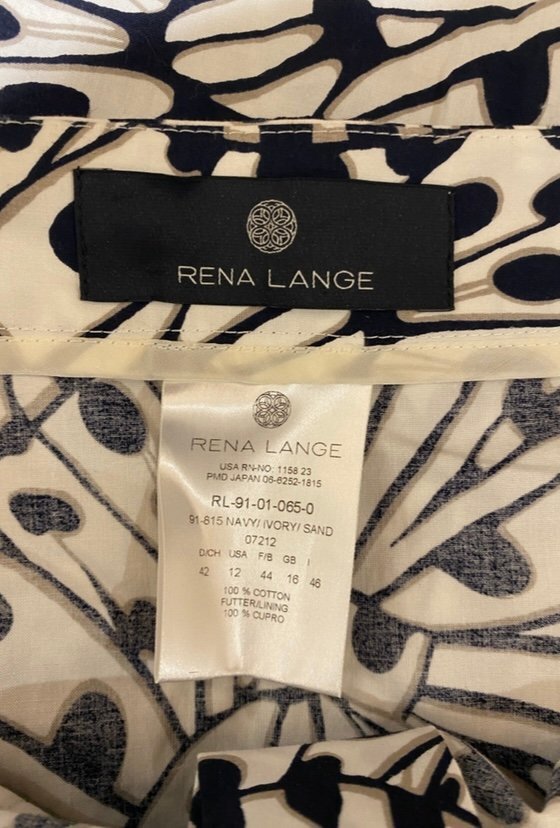 RENA LANGE
RENA LANGE
USA RN-NO: 1158 23
PMD JAPAN 06-6252-1815
RL-91-01-065-0
91-815 NAVY/ IVORY/ SAND
07212
D/CH USA F/B GB I
42 12 44 16 46
100 % COTTON
FUTTER/LINING
100 % CUPRO